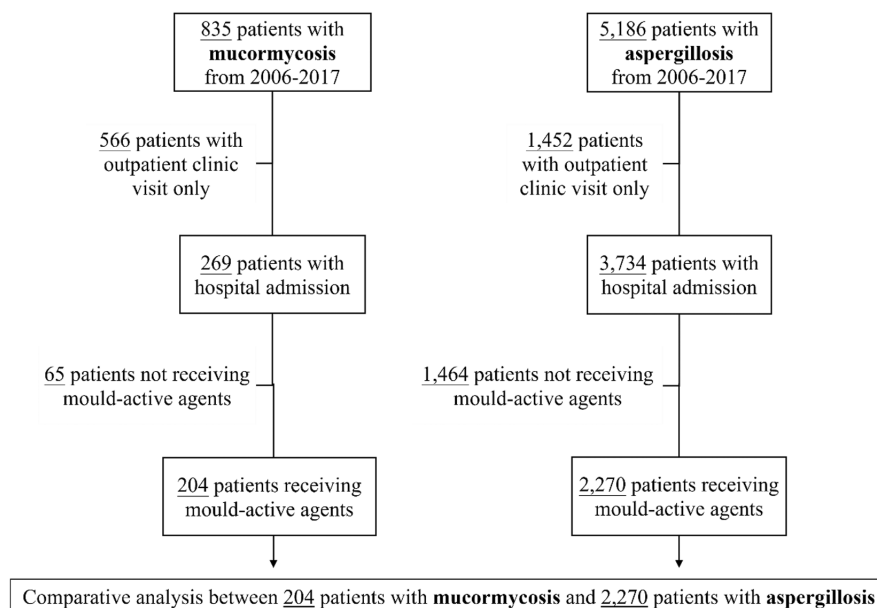 835 patients with
mucormycosis
from 2006-2017
5,186 patients with
aspergillosis
from 2006-2017
566 patients with
outpatient clinic
visit only
1,452 patients
with outpatient
clinic visit only
269 patients with
hospital admission
3,734 patients with
hospital admission
65 patients not receiving
mould-active agents
1,464 patients not receiving
mould-active agents
204 patients receiving
mould-active agents
2,270 patients receiving
mould-active agents
Comparative analysis between 204 patients with mucormycosis and 2,270 patients with aspergillosis